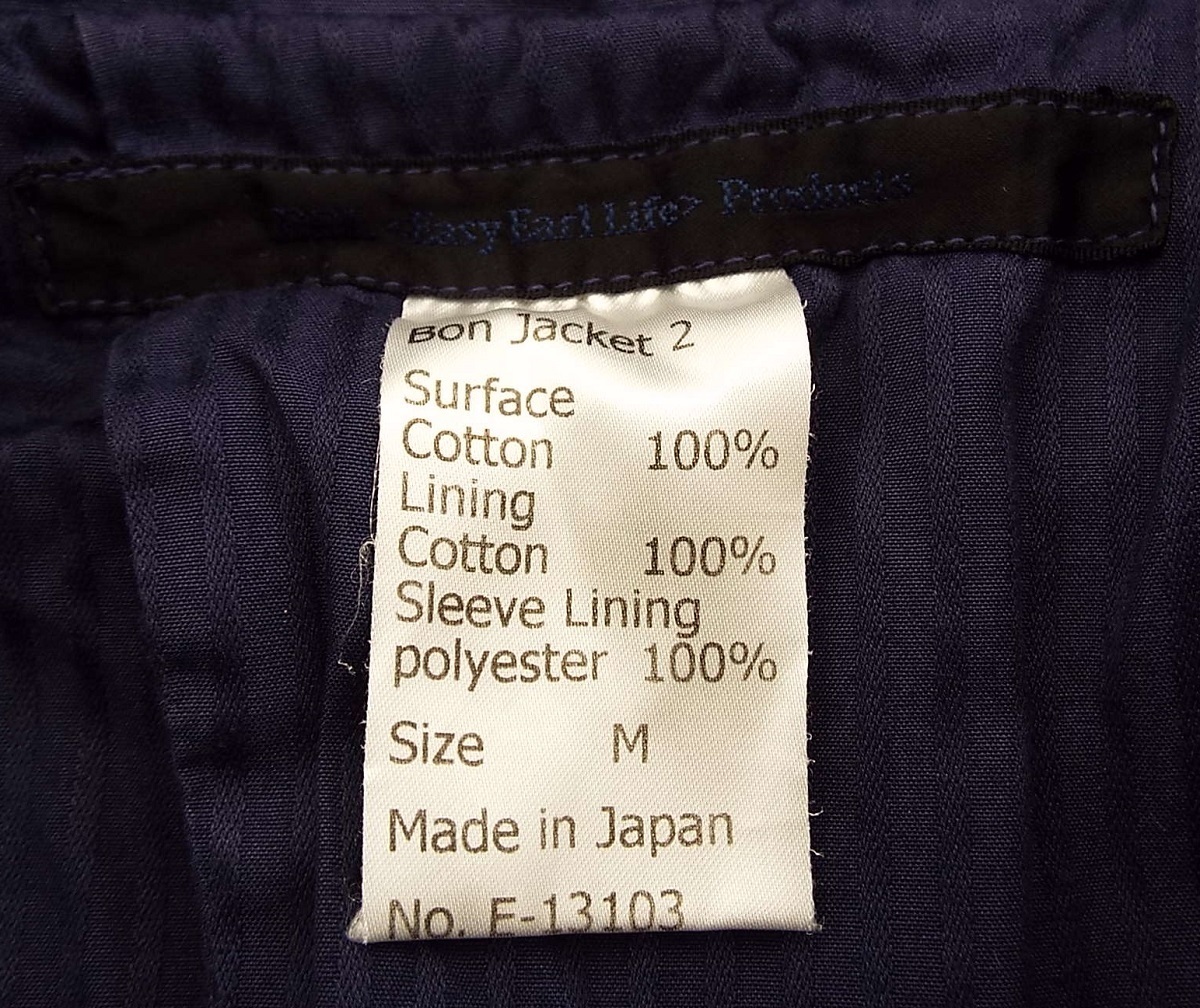 <Easy Earl Life> Products
Bon Jacket 2
Surface
Cotton 100%
Lining
Cotton 100%
Sleeve Lining
polyester 100%
Size M
Made in Japan
No. E-13103